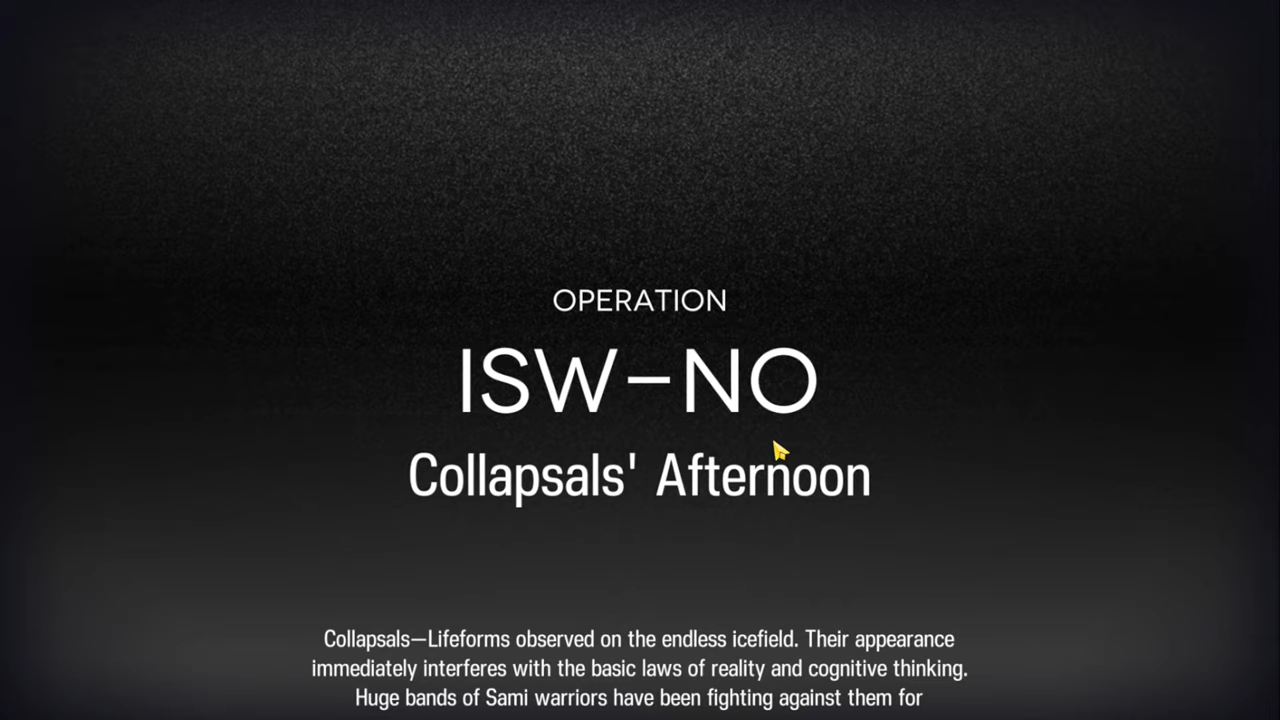 OPERATION
ISW-NO
Collapsals' Afternoon
Collapsals—Lifeforms observed on the endless icefield. Their appearance
immediately interferes with the basic laws of reality and cognitive thinking.
Huge bands of Sami warriors have been fighting against them for